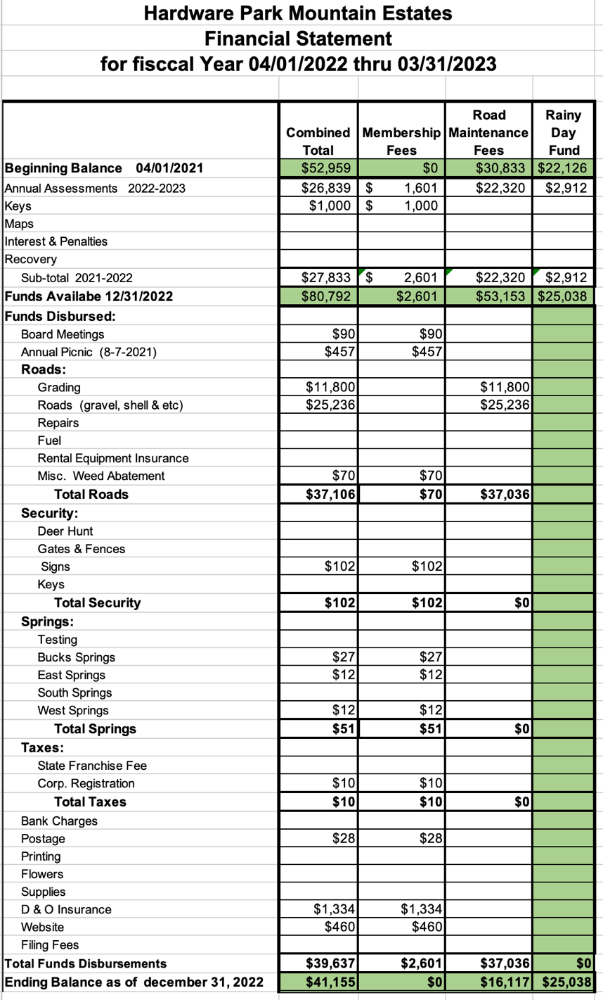 Hardware Park Mountain Estates
Financial Statement
for fisccal Year 04/01/2022 thru 03/31/2023
Combined Total Membership Fees Road Maintenance Fees Rainy Day Fund
Beginning Balance 04/01/2021 $52,959 $0 $30,833 $22,126
Annual Assessments 2022-2023 $26,839 $ 1,601 $22,320 $2,912
Keys $1,000 $ 1,000
Maps
Interest & Penalties
Recovery
Sub-total 2021-2022 $27,833 $ 2,601 $22,320 $2,912
Funds Availabe 12/31/2022 $80,792 $2,601 $53,153 $25,038
Funds Disbursed:
Board Meetings $90 $90
Annual Picnic (8-7-2021) $457 $457
Roads:
Grading $11,800 $11,800
Roads (gravel, shell & etc) $25,236 $25,236
Repairs
Fuel
Rental Equipment Insurance
Misc. Weed Abatement $70 $70
Total Roads $37,106 $70 $37,036
Security:
Deer Hunt
Gates & Fences
Signs $102 $102
Keys
Total Security $102 $102 $0
Springs:
Testing
Bucks Springs $27 $27
East Springs $12 $12
South Springs
West Springs $12 $12
Total Springs $51 $51 $0
Taxes:
State Franchise Fee
Corp. Registration $10 $10
Total Taxes $10 $10 $0
Bank Charges
Postage $28 $28
Printing
Flowers
Supplies
D & O Insurance $1,334 $1,334
Website $460 $460
Filing Fees
Total Funds Disbursements $39,637 $2,601 $37,036 $0
Ending Balance as of december 31, 2022 $41,155 $0 $16,117 $25,038